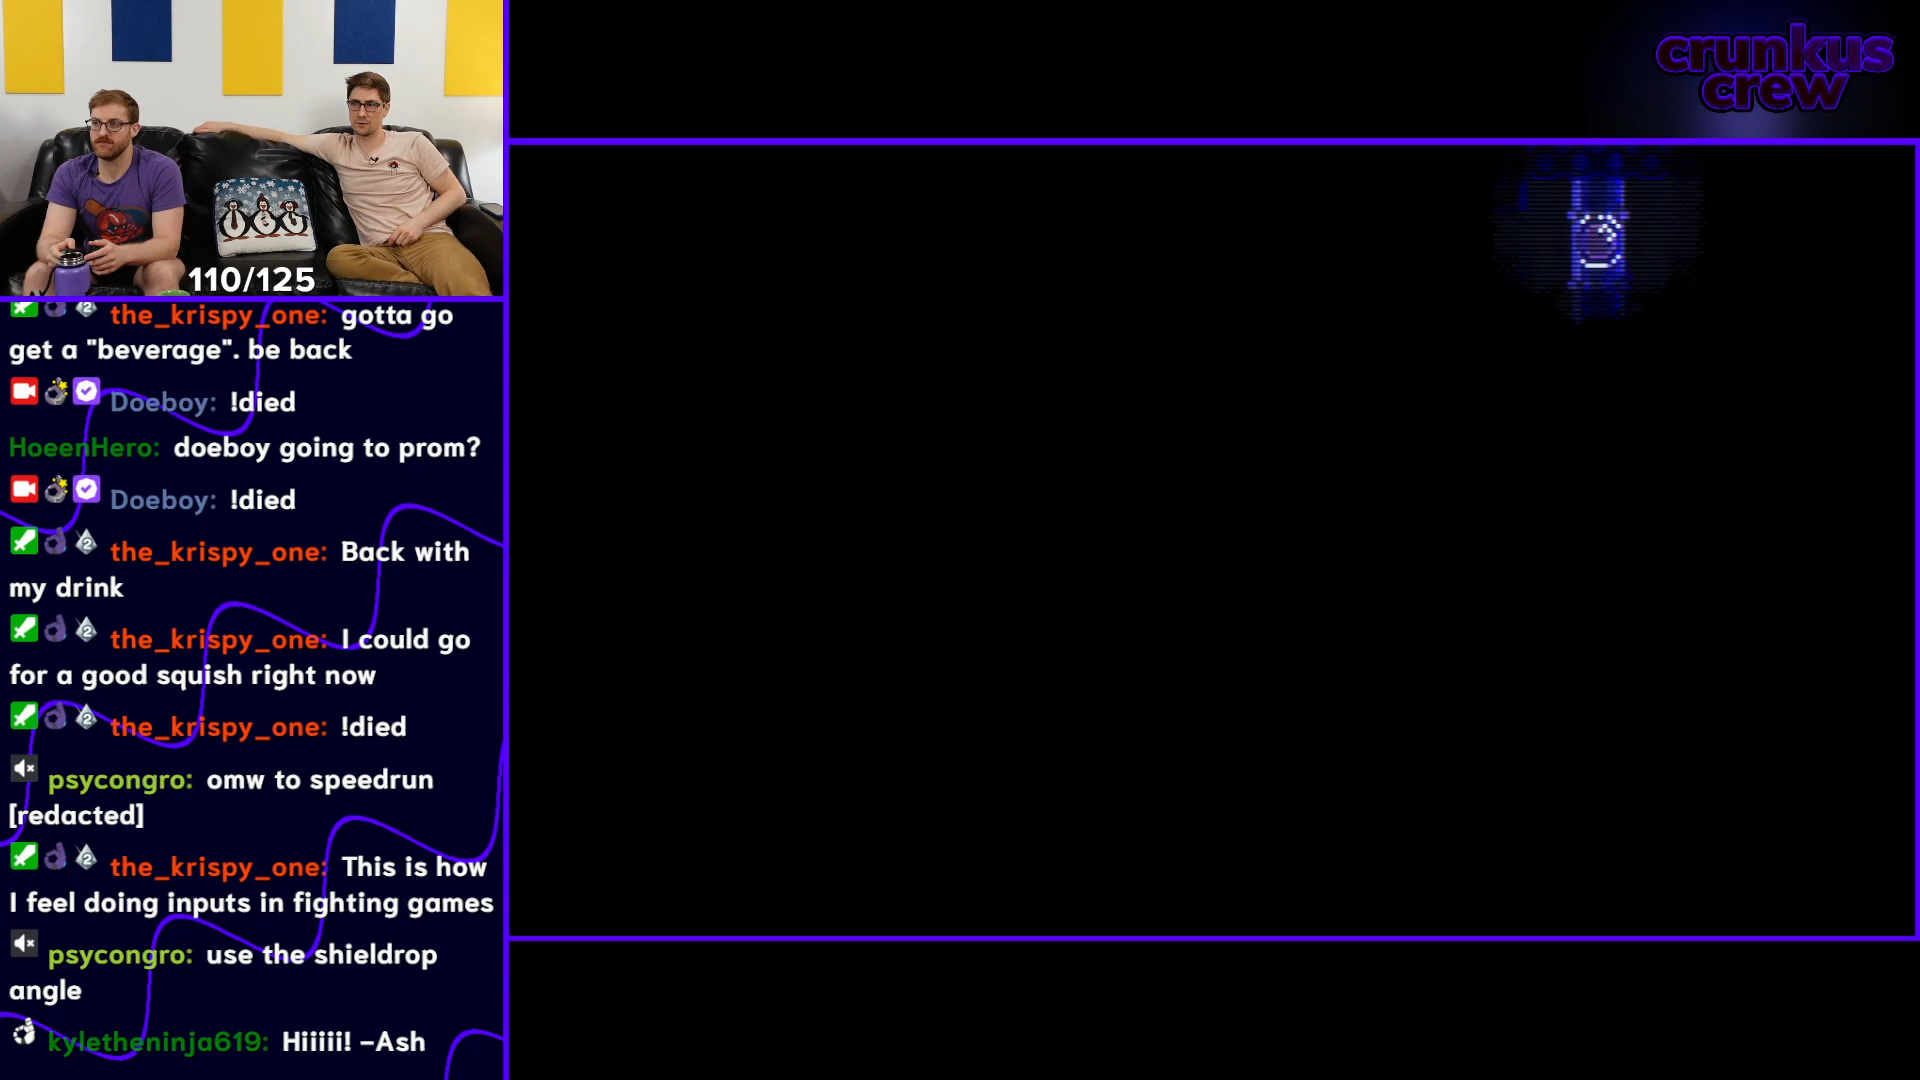 crunkus
crew
110/125
the_krispy_one: gotta go
get a "beverage". be back
Doeboy: !died
HoeenHero: doeboy going to prom?
Doeboy: !died
the_krispy_one: Back with
my drink
the_krispy_one: I could go
for a good squish right now
the_krispy_one: !died
psycongro: omw to speedrun
[redacted]
the_krispy_one: This is how
I feel doing inputs in fighting games
psycongro: use the shieldrop
angle
kyletheninja619: Hiiiii! -Ash